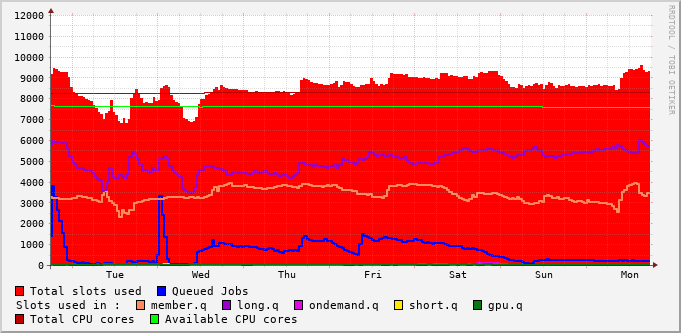 12000
11000
10000
9000
8000
7000
6000
5000
4000
3000
2000
1000
0
Tue Wed Thu Fri Sat Sun Mon
RRDTOOL / TOBI OETIKER
Total slots used Queued Jobs
Slots used in : member.q long.q ondemand.q short.q gpu.q
Total CPU cores Available CPU cores